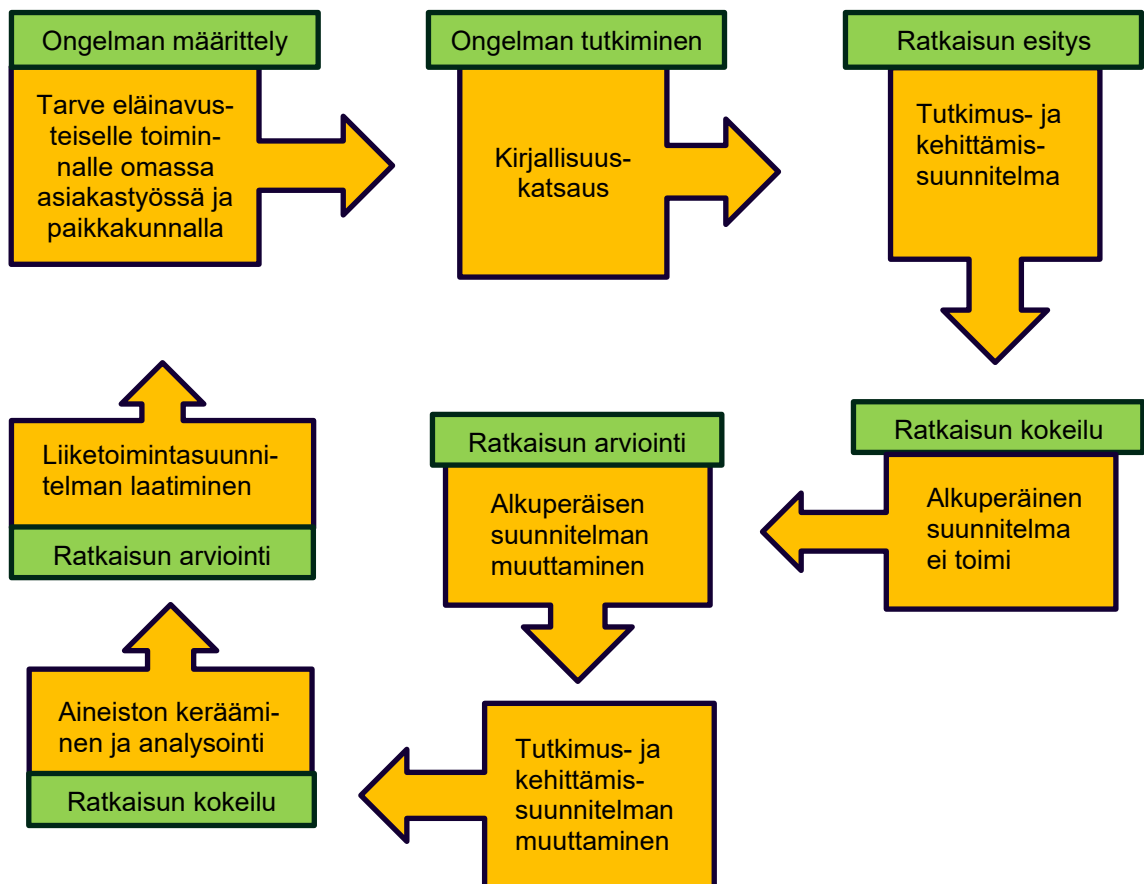 Ongelman määrittely
Tarve eläinavus-
teiselle toimin-
nalle omassa
asiakastyössä ja
paikkakunnalla
Ongelman tutkiminen
Kirjallisuus-
katsaus
Ratkaisun esitys
Tutkimus- ja
kehittämis-
suunnitelma
Ratkaisun kokeilu
Alkuperäinen
suunnitelma
ei toimi
Ratkaisun arviointi
Alkuperäisen
suunnitelman
muuttaminen
Tutkimus- ja
kehittämis-
suunnitelman
muuttaminen
Aineiston keräämi-
nen ja analysointi
Ratkaisun kokeilu
Liiketoimintasuunni-
telman laatiminen
Ratkaisun arviointi